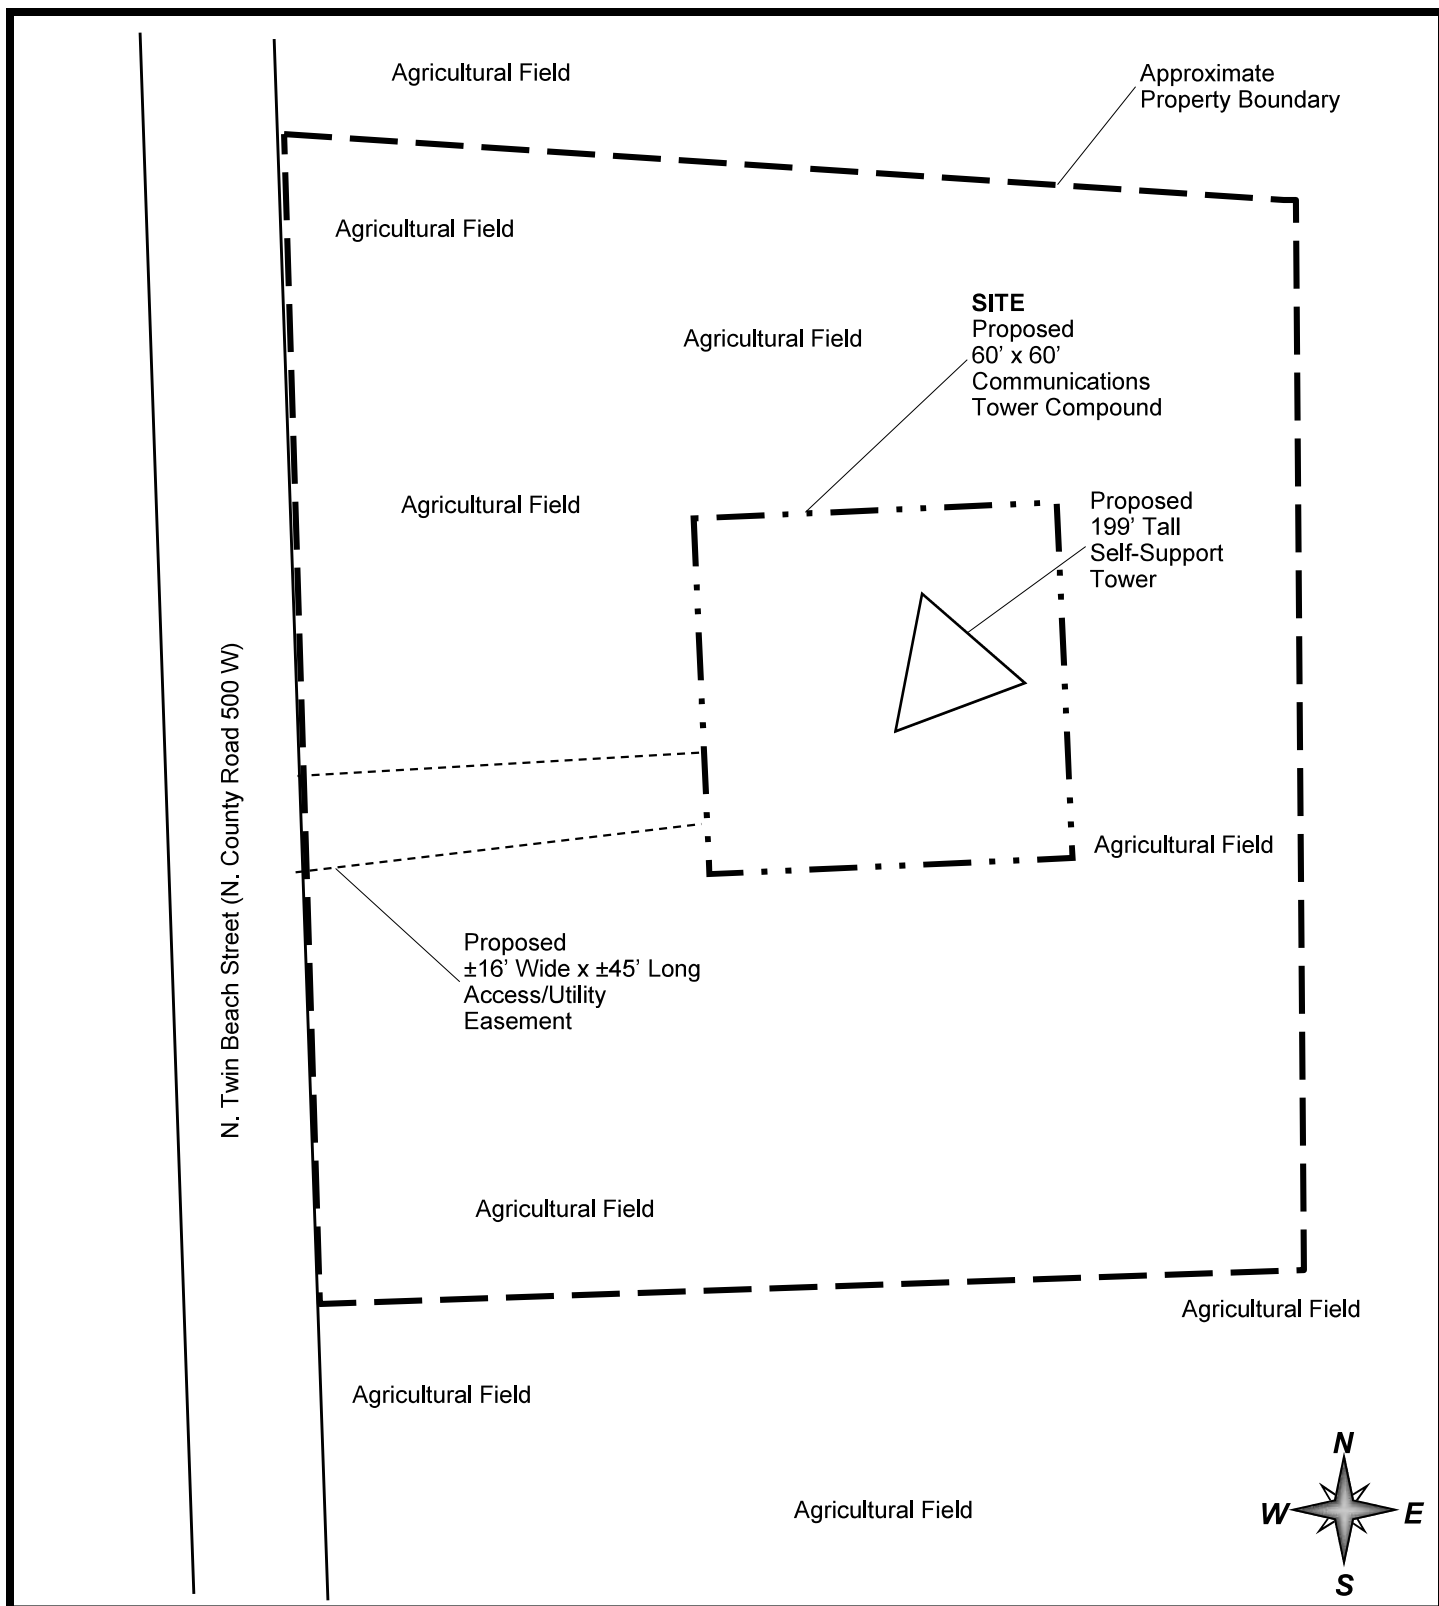 Agricultural Field
Approximate
Property Boundary
Agricultural Field
SITE
Proposed
60’ x 60’
Communications
Tower Compound
Agricultural Field
Agricultural Field
Proposed
199’ Tall
Self-Support
Tower
N. Twin Beach Street (N. County Road 500 W)
Agricultural Field
Proposed
±16’ Wide x ±45’ Long
Access/Utility
Easement
Agricultural Field
Agricultural Field
Agricultural Field
Agricultural Field
N
W
E
S